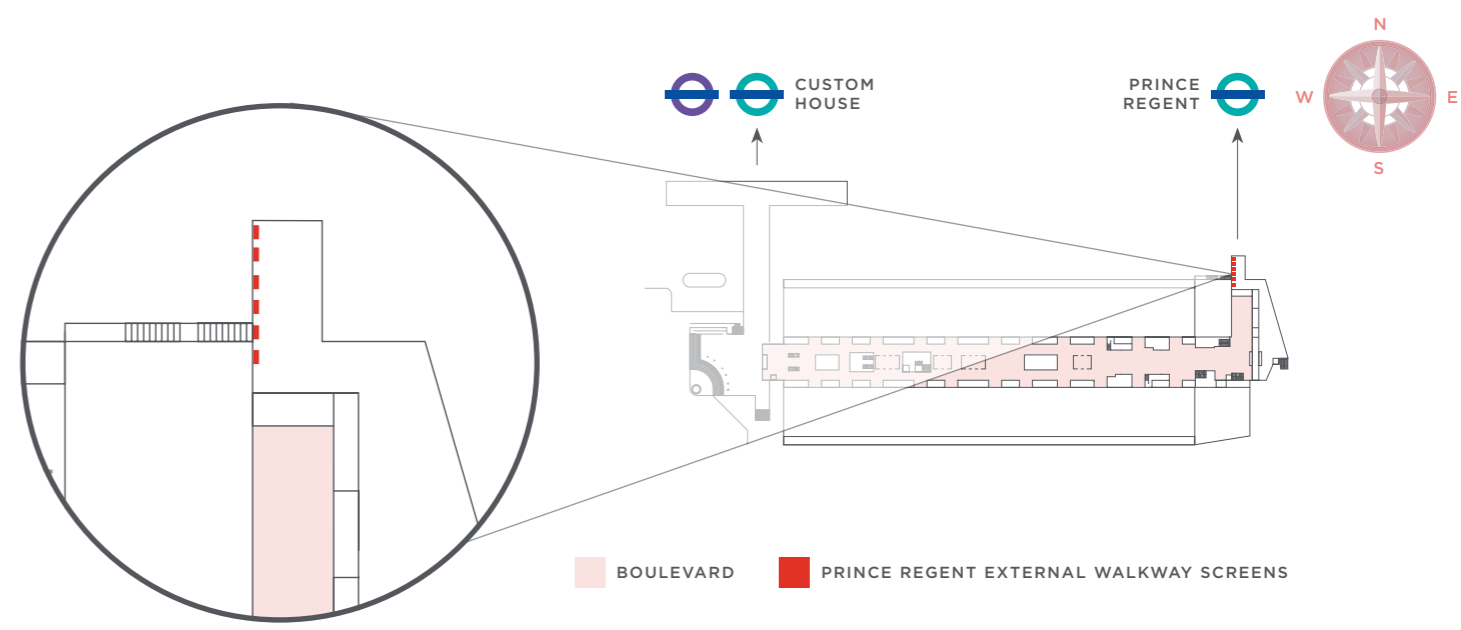 N
CUSTOM
HOUSE
PRINCE
REGENT
W
E
S
BOULEVARD
PRINCE REGENT EXTERNAL WALKWAY SCREENS